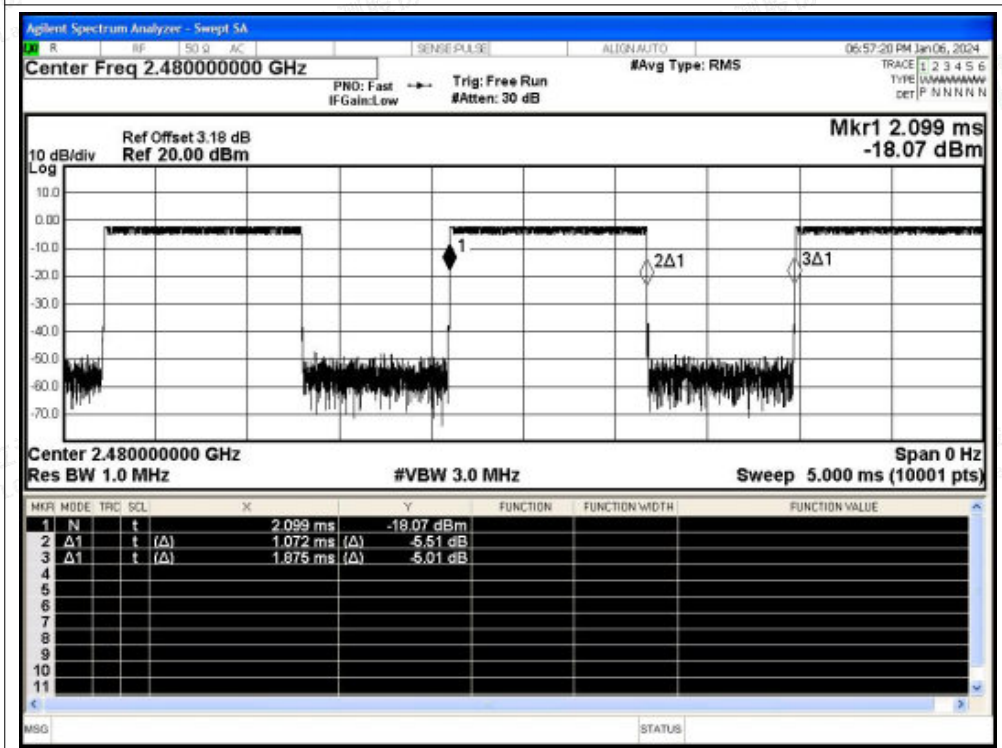 Agilent Spectrum Analyzer - Swept SA
R RF 50 Ω AC SENSE:PULSE ALIGN AUTO 06:57:20 PM Jan 06, 2024
Center Freq 2.480000000 GHz #Avg Type: RMS TRACE 1 2 3 4 5 6
PNO: Fast Trig: Free Run TYPE
IFGain:Low #Atten: 30 dB DET P N N N N N
Mkr1 2.099 ms
Ref Offset 3.18 dB
10 dB/div Ref 20.00 dBm -18.07 dBm
Log
10.0
0.00
-10.0
1
2Δ1
3Δ1
-20.0
-30.0
-40.0
-50.0
-60.0
-70.0
Center 2.480000000 GHz Span 0 Hz
Res BW 1.0 MHz #VBW 3.0 MHz Sweep 5.000 ms (10001 pts)
MKR MODE TRC SCL X Y FUNCTION FUNCTION WIDTH FUNCTION VALUE
1 N t 2.099 ms -18.07 dBm
2 Δ1 t (Δ) 1.072 ms (Δ) -5.51 dB
3 Δ1 t (Δ) 1.875 ms (Δ) -5.01 dB
4
5
6
7
8
9
10
11
MSG STATUS